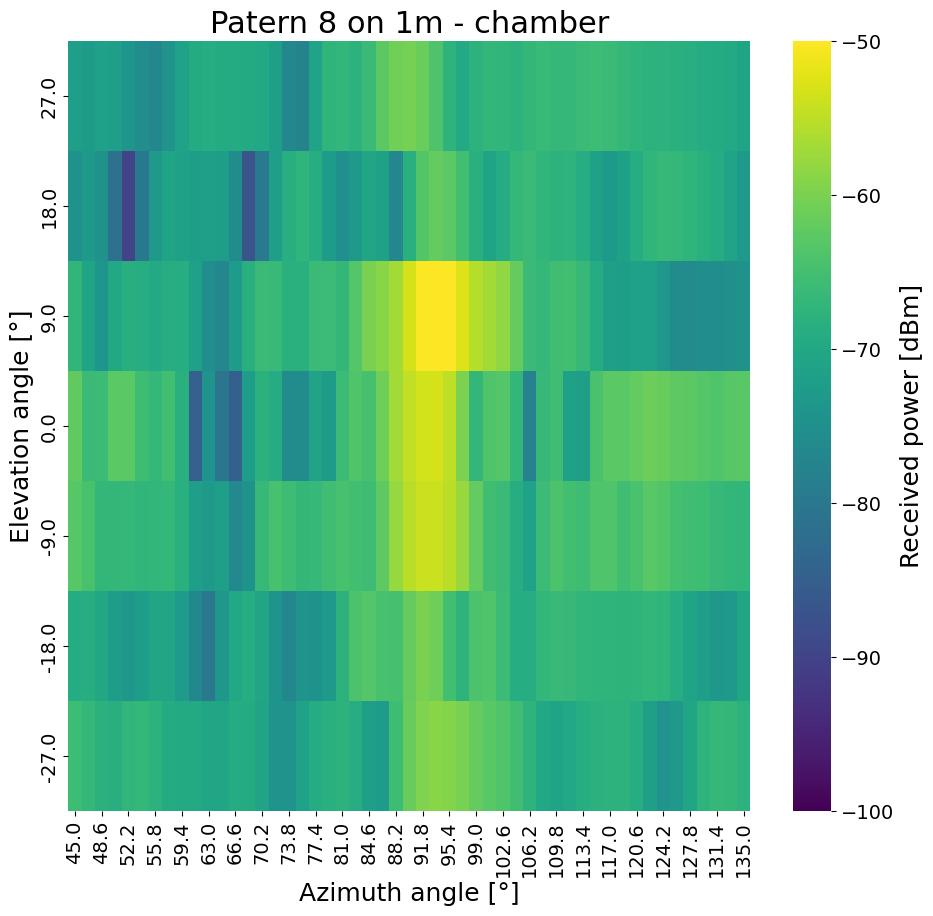 Patern 8 on 1m - chamber
Elevation angle [°]
27.0
18.0
9.0
0.0
-9.0
-18.0
-27.0
45.0 48.6 52.2 55.8 59.4 63.0 66.6 70.2 73.8 77.4 81.0 84.6 88.2 91.8 95.4 99.0 102.6 106.2 109.8 113.4 117.0 120.6 124.2 127.8 131.4 135.0
Azimuth angle [°]
−50
−60
−70
−80
−90
−100
Received power [dBm]